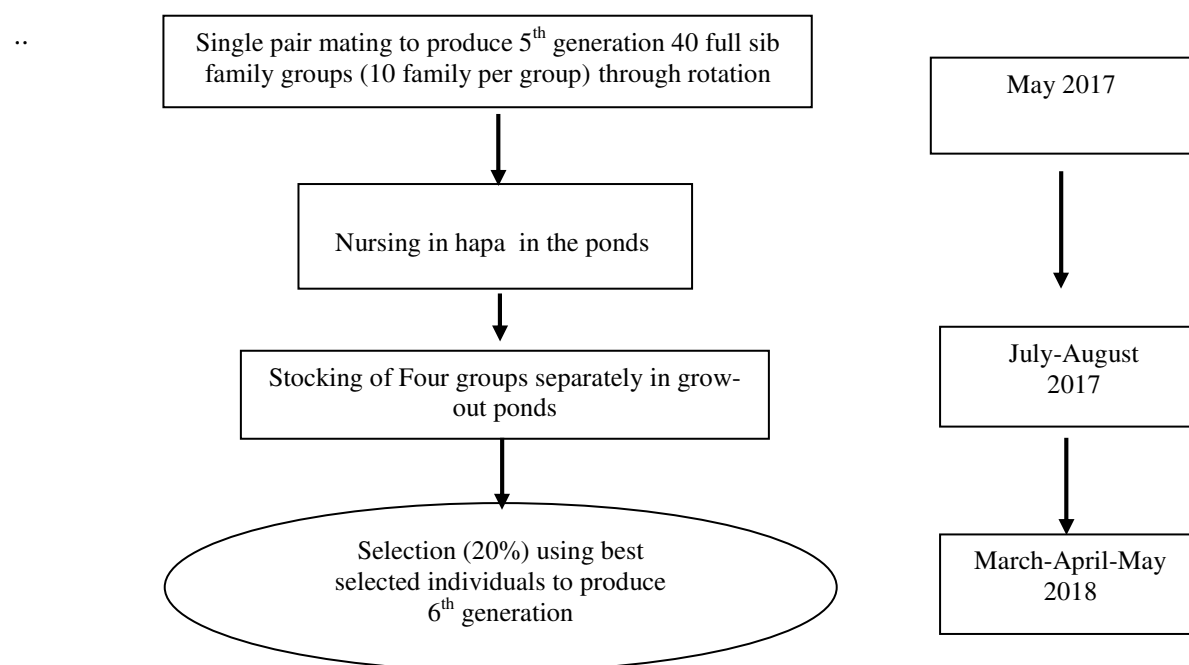 ..
Single pair mating to produce 5th generation 40 full sib
family groups (10 family per group) through rotation
May 2017
Nursing in hapa in the ponds
Stocking of Four groups separately in grow-
out ponds
July-August
2017
Selection (20%) using best
selected individuals to produce
6th generation
March-April-May
2018